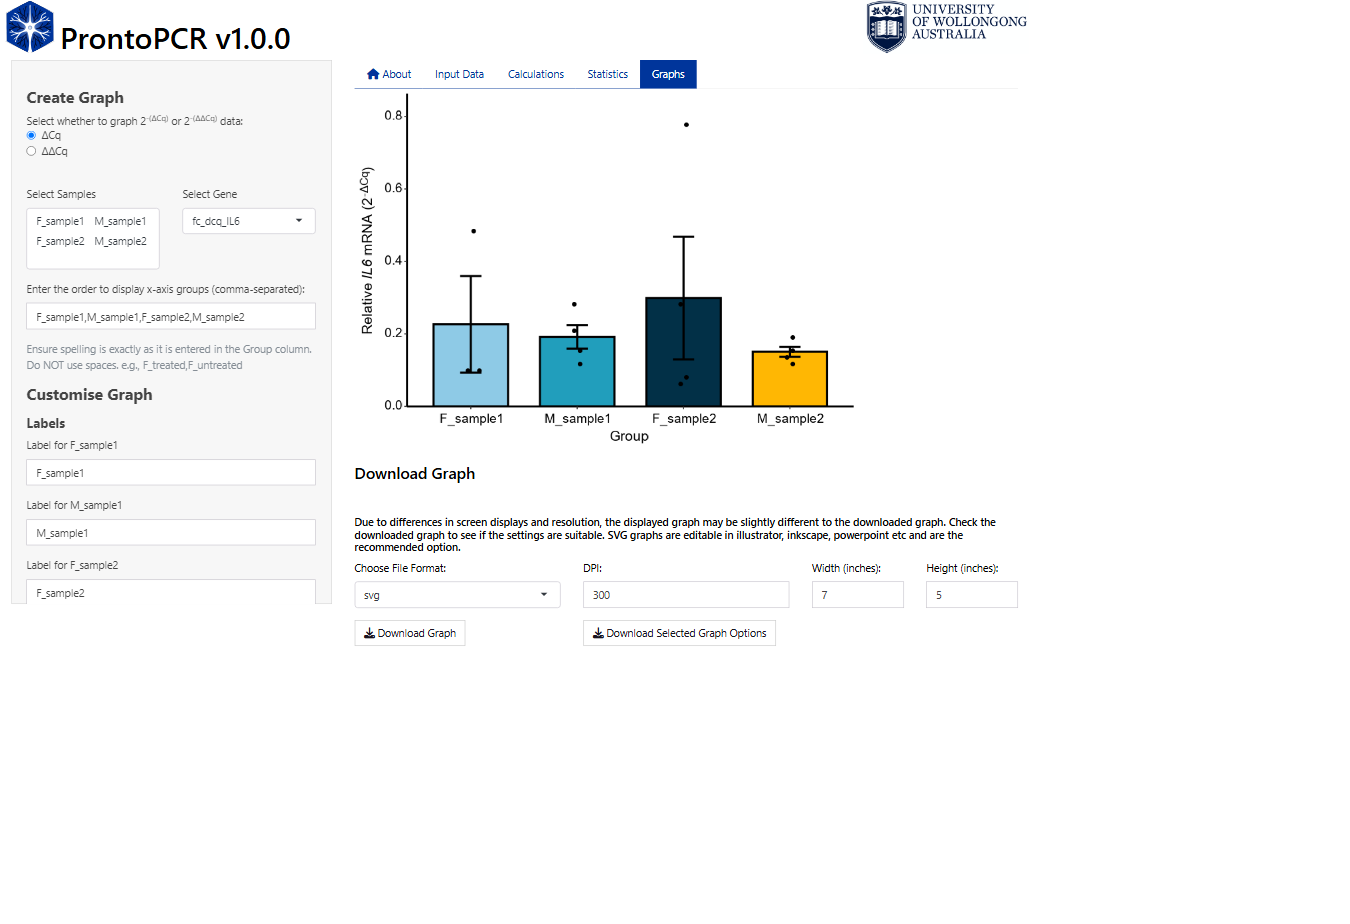 ProntoPCR v1.0.0
UNIVERSITY
OF WOLLONGONG
AUSTRALIA
Create Graph
Select whether to graph 2^-(ΔCq) or 2^-(ΔΔCq) data:
ΔCq
ΔΔCq
Select Samples
F_sample1 M_sample1
F_sample2 M_sample2
Select Gene
fc_dcq_IL6
Enter the order to display x-axis groups (comma-separated):
F_sample1,M_sample1,F_sample2,M_sample2
Ensure spelling is exactly as it is entered in the Group column.
Do NOT use spaces. e.g., F_treated,F_untreated
Customise Graph
Labels
Label for F_sample1
F_sample1
Label for M_sample1
M_sample1
Label for F_sample2
F_sample2
About Input Data Calculations Statistics Graphs
Relative IL6 mRNA (2^-ΔCq)
0.8
0.6
0.4
0.2
0.0
F_sample1 M_sample1 F_sample2 M_sample2
Group
Download Graph
Due to differences in screen displays and resolution, the displayed graph may be slightly different to the downloaded graph. Check the
downloaded graph to see if the settings are suitable. SVG graphs are editable in illustrator, inkscape, powerpoint etc and are the
recommended option.
Choose File Format: DPI: Width (inches): Height (inches):
svg 300 7 5
Download Graph Download Selected Graph Options